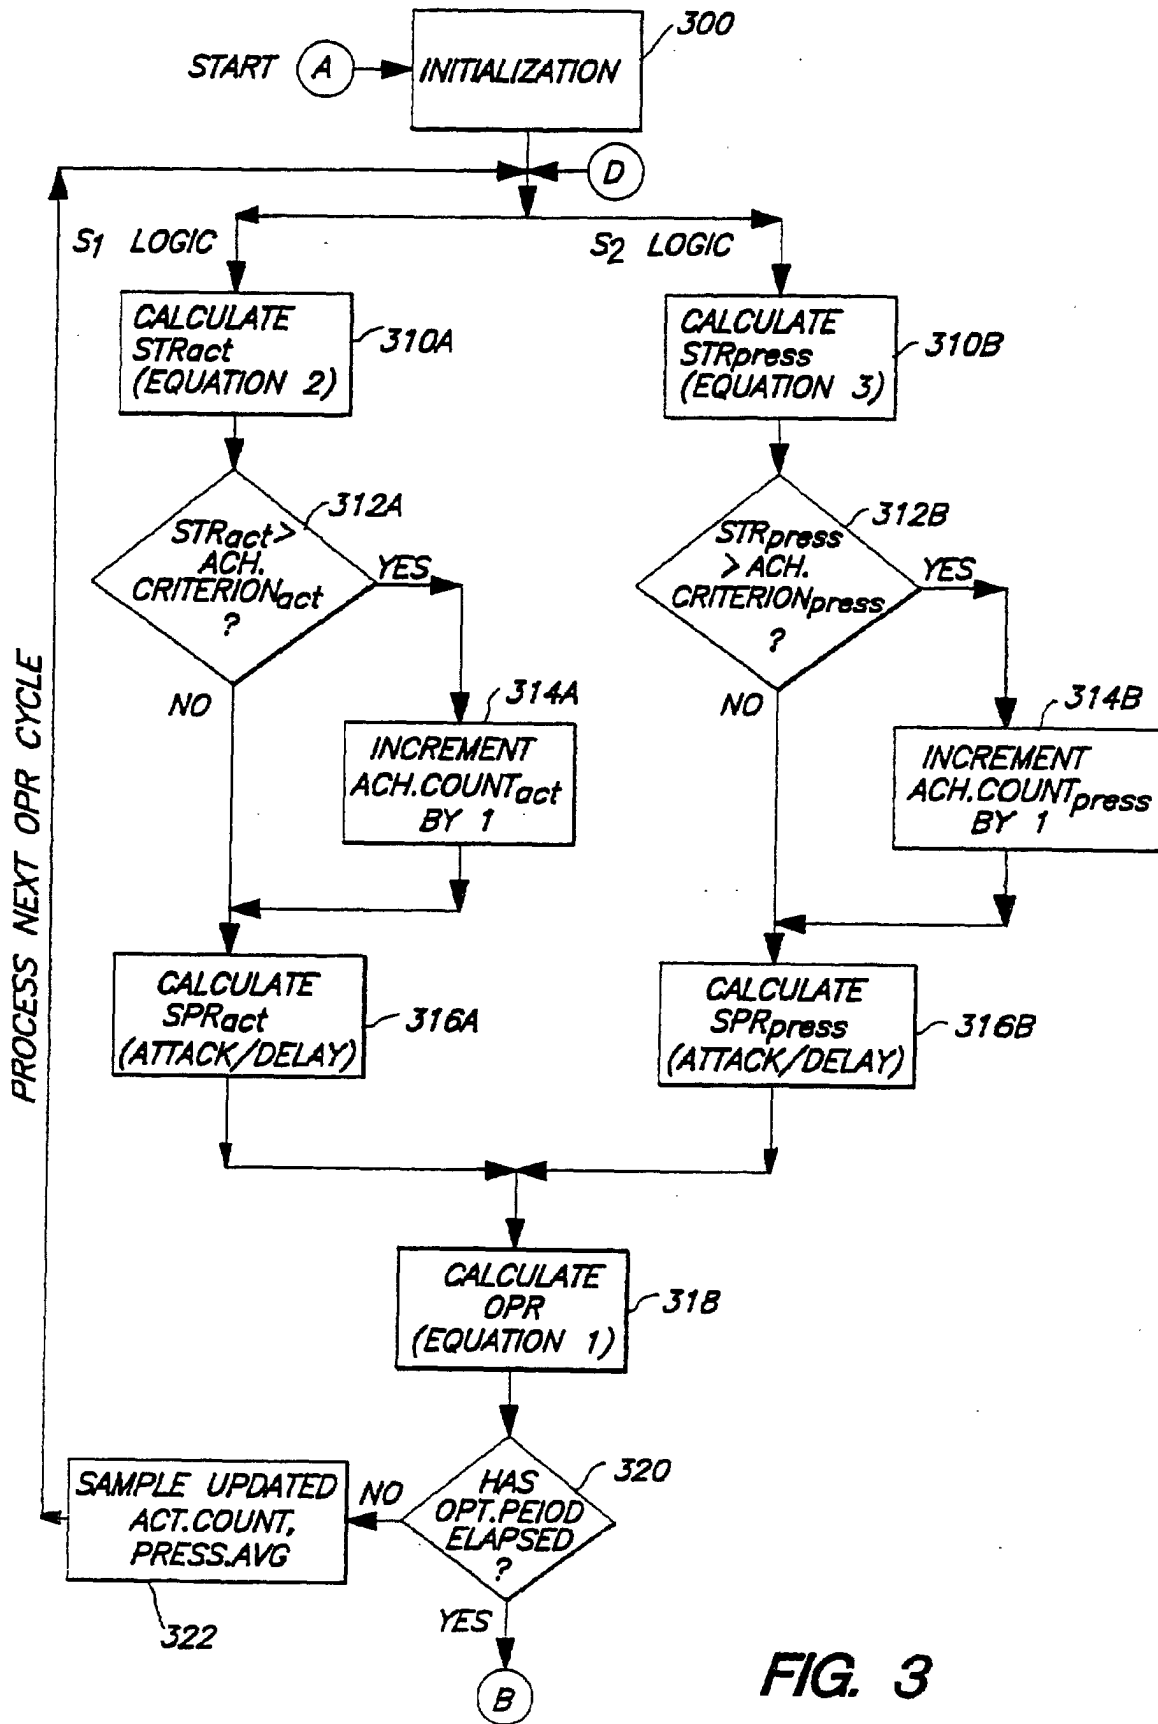 300
START A
INITIALIZATION
D
S1 LOGIC
S2 LOGIC
CALCULATE
STRact
(EQUATION 2)
310A
CALCULATE
STRpress
(EQUATION 3)
310B
312A
STRact>
ACH.
CRITERIONact
?
YES
NO
312B
STRpress
> ACH.
CRITERIONpress
?
YES
NO
314A
INCREMENT
ACH.COUNTact
BY 1
314B
INCREMENT
ACH.COUNTpress
BY 1
CALCULATE
SPRact
(ATTACK/DELAY)
316A
CALCULATE
SPRpress
(ATTACK/DELAY)
316B
PROCESS NEXT OPR CYCLE
CALCULATE
OPR
(EQUATION 1)
318
HAS
OPT.PEIOD
ELAPSED
?
320
NO
YES
SAMPLE UPDATED
ACT.COUNT,
PRESS.AVG
322
B
FIG. 3